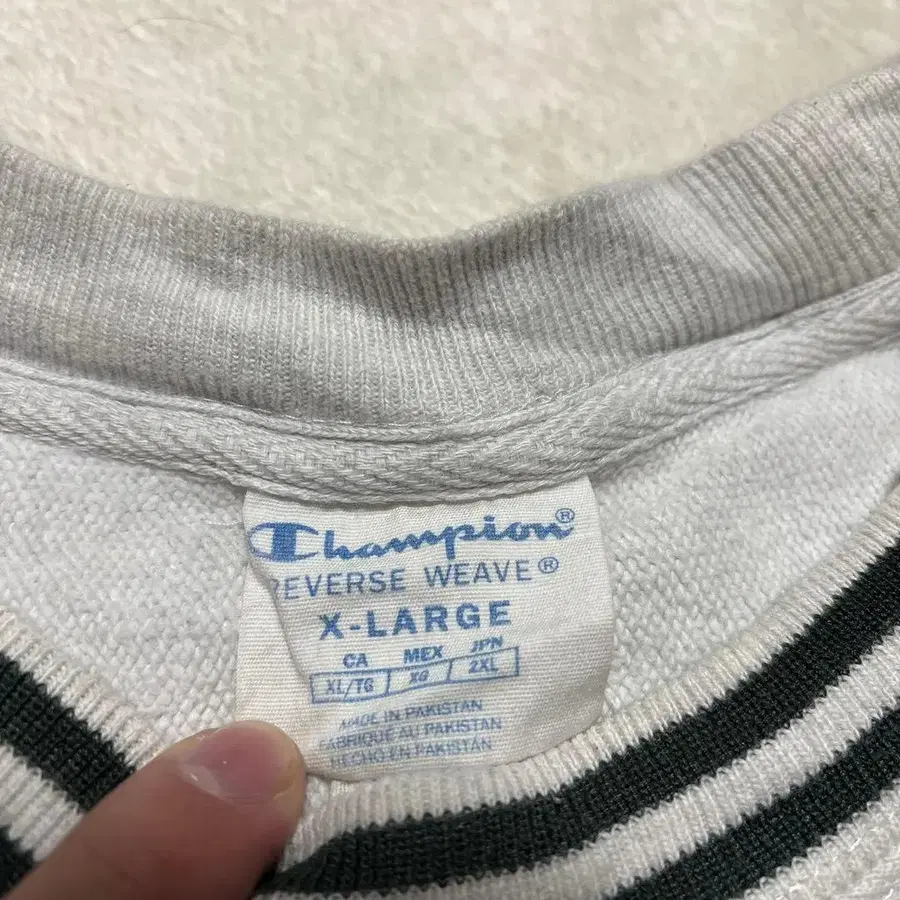 Champion®
REVERSE WEAVE®
X-LARGE
CA MEX JPN
XL/TG XG 2XL
MADE IN PAKISTAN
FABRIQUÉ AU PAKISTAN
HECHO EN PAKISTAN